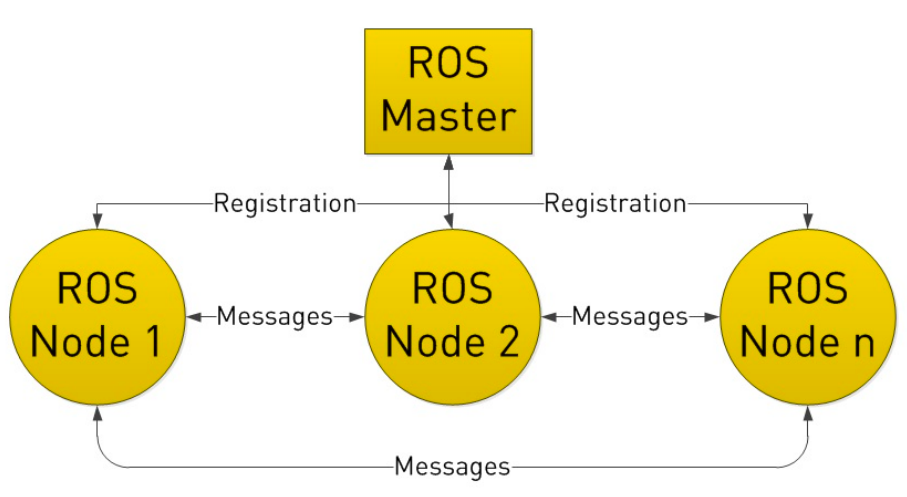 ROS
Master
Registration
Registration
ROS
Node 1
Messages
ROS
Node 2
Messages
ROS
Node n
Messages